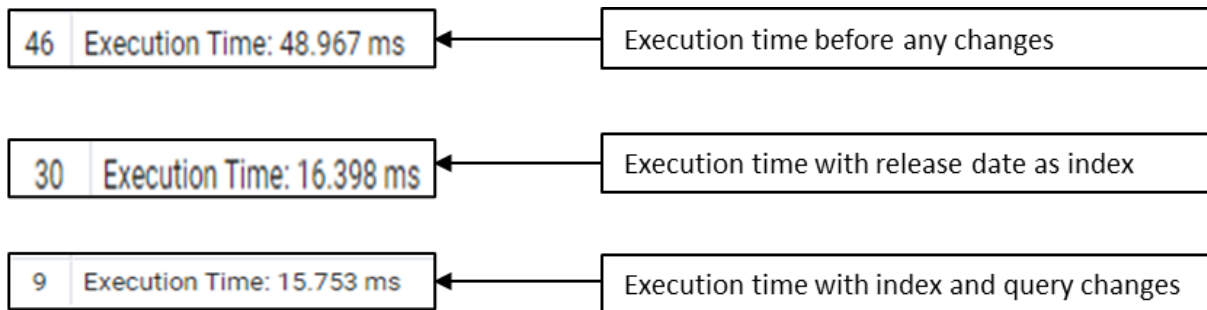 46 Execution Time: 48.967 ms
Execution time before any changes
30 Execution Time: 16.398 ms
Execution time with release date as index
9 Execution Time: 15.753 ms
Execution time with index and query changes